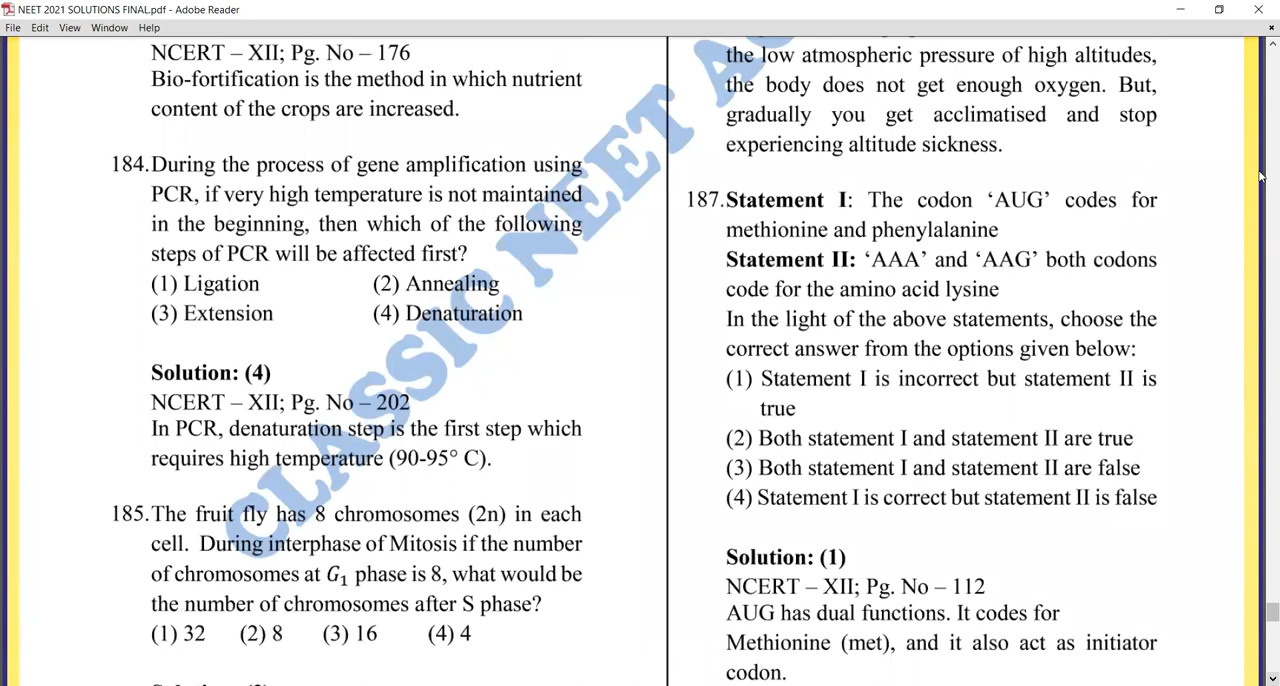 NEET 2021 SOLUTIONS FINAL.pdf - Adobe Reader
File Edit View Window Help
NCERT – XII; Pg. No – 176
Bio-fortification is the method in which nutrient
content of the crops are increased.
184. During the process of gene amplification using
PCR, if very high temperature is not maintained
in the beginning, then which of the following
steps of PCR will be affected first?
(1) Ligation (2) Annealing
(3) Extension (4) Denaturation
Solution: (4)
NCERT – XII; Pg. No – 202
In PCR, denaturation step is the first step which
requires high temperature (90-95° C).
185. The fruit fly has 8 chromosomes (2n) in each
cell. During interphase of Mitosis if the number
of chromosomes at G₁ phase is 8, what would be
the number of chromosomes after S phase?
(1) 32 (2) 8 (3) 16 (4) 4
the low atmospheric pressure of high altitudes,
the body does not get enough oxygen. But,
gradually you get acclimatised and stop
experiencing altitude sickness.
187. Statement I: The codon ‘AUG’ codes for
methionine and phenylalanine
Statement II: ‘AAA’ and ‘AAG’ both codons
code for the amino acid lysine
In the light of the above statements, choose the
correct answer from the options given below:
(1) Statement I is incorrect but statement II is
true
(2) Both statement I and statement II are true
(3) Both statement I and statement II are false
(4) Statement I is correct but statement II is false
Solution: (1)
NCERT – XII; Pg. No – 112
AUG has dual functions. It codes for
Methionine (met), and it also act as initiator
codon.
CLASSIC NEET